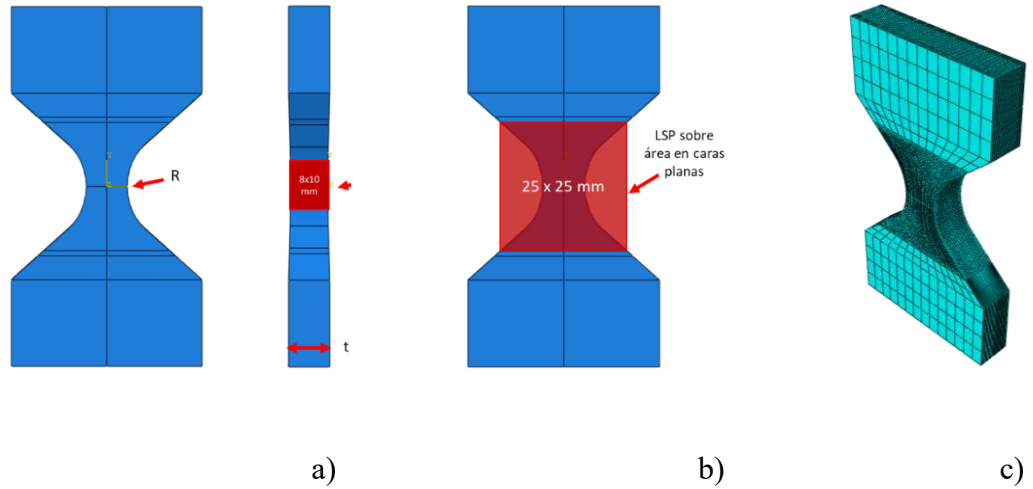 R
8x10
mm
t
25 x 25 mm
LSP sobre
área en caras
planas
a)
b)
c)